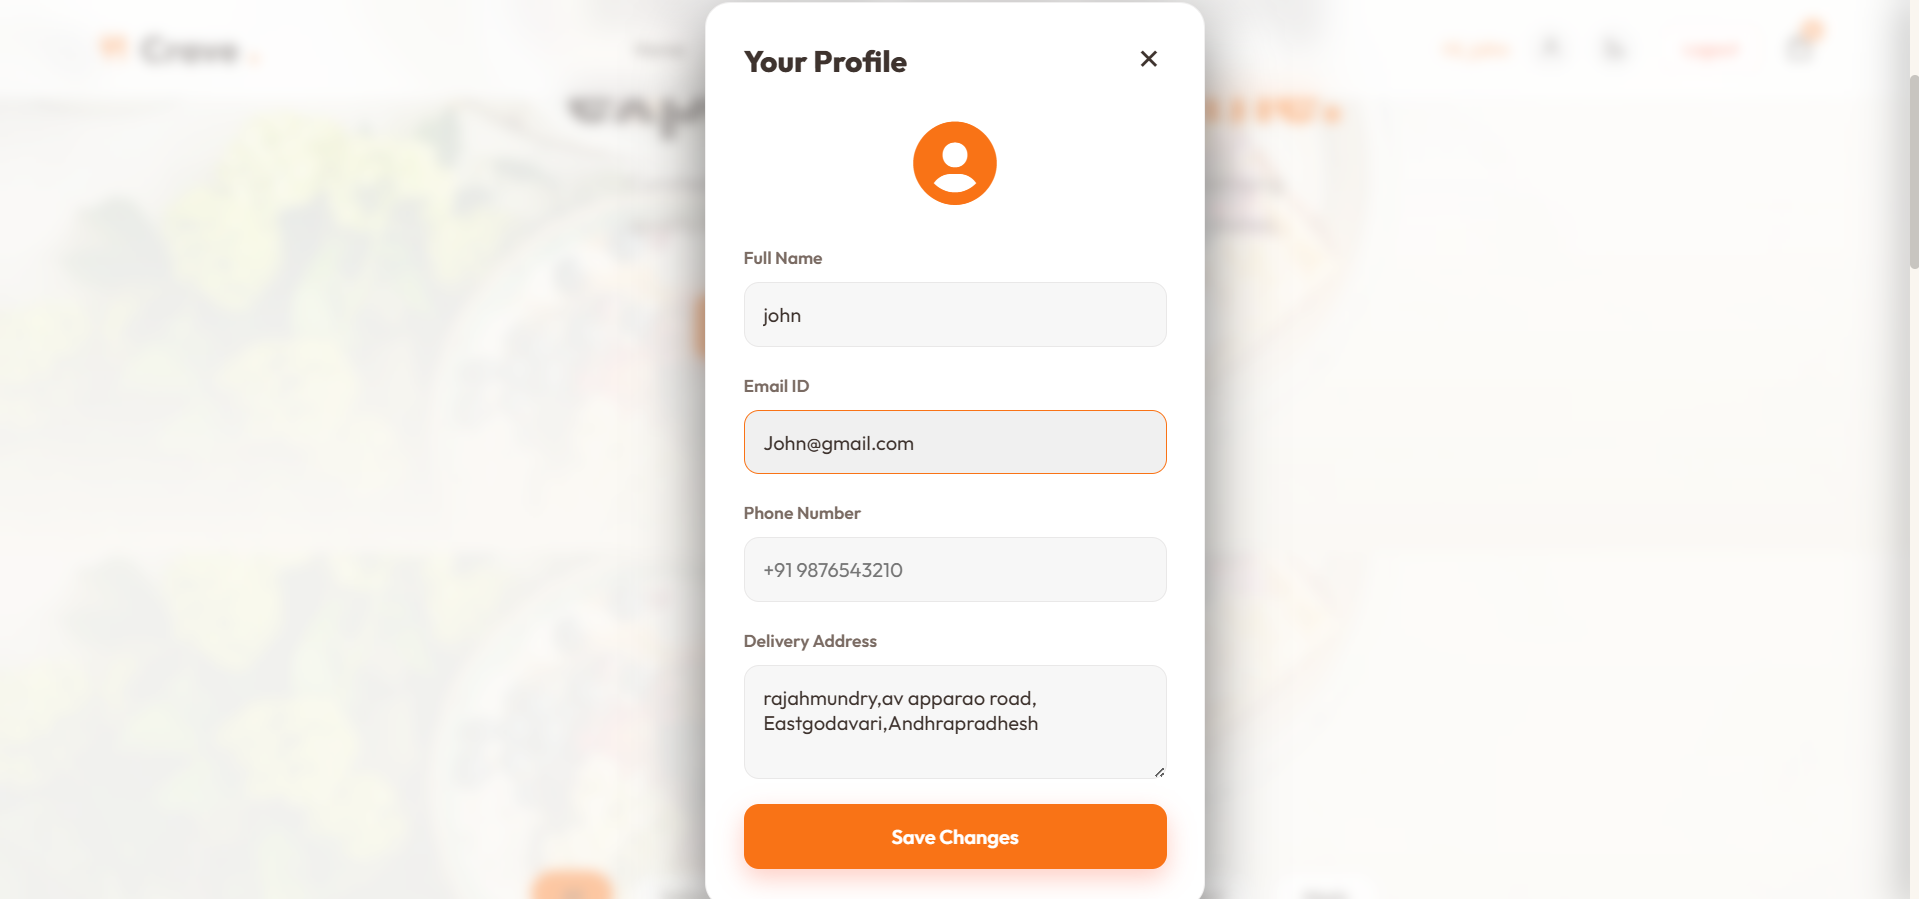 Crave
Your Profile
Full Name
john
Email ID
John@gmail.com
Phone Number
+91 9876543210
Delivery Address
rajahmundry,av apparao road,
Eastgodavari,Andhrapradhesh
Save Changes